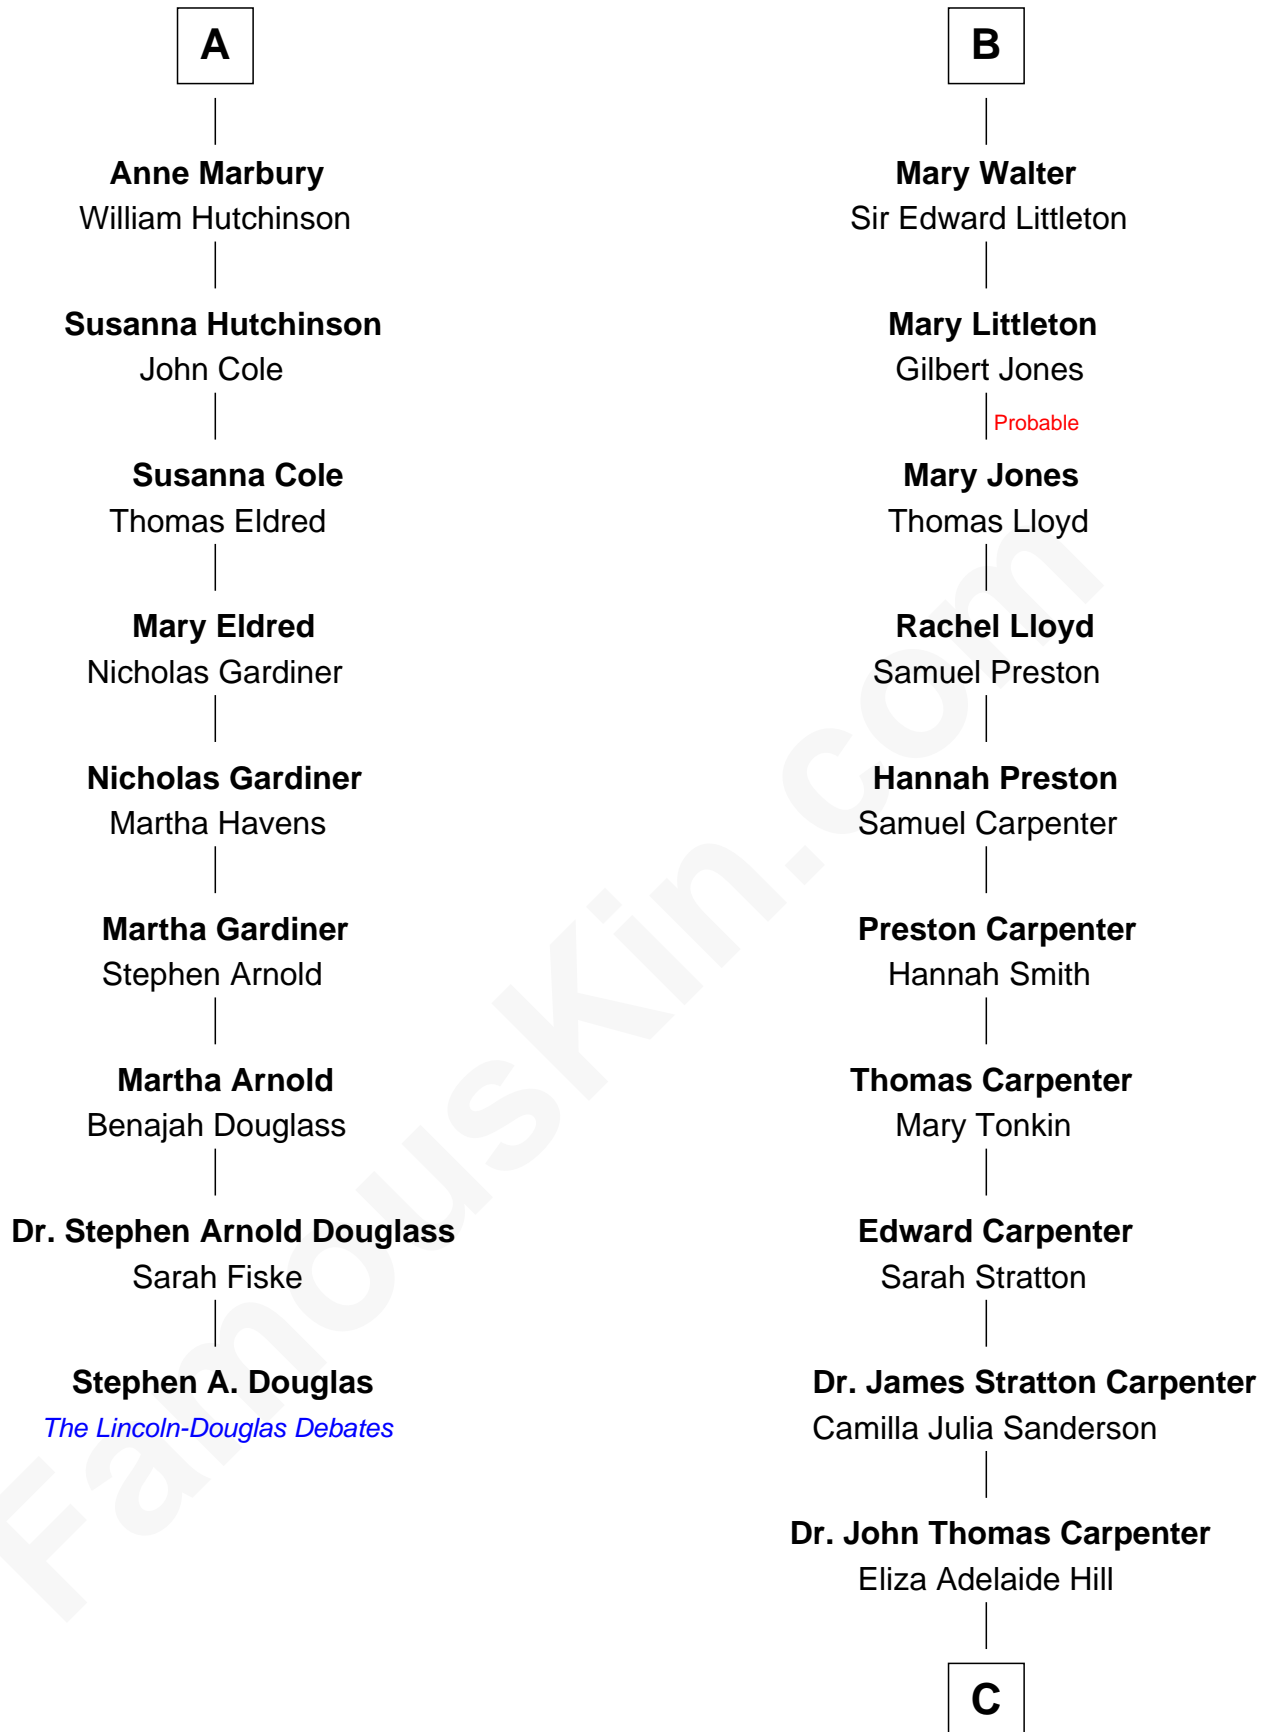 A
Anne Marbury
William Hutchinson
Susanna Hutchinson
John Cole
Susanna Cole
Thomas Eldred
Mary Eldred
Nicholas Gardiner
Nicholas Gardiner
Martha Havens
Martha Gardiner
Stephen Arnold
Martha Arnold
Benajah Douglass
Dr. Stephen Arnold Douglass
Sarah Fiske
Stephen A. Douglas
The Lincoln-Douglas Debates
B
Mary Walter
Sir Edward Littleton
Mary Littleton
Gilbert Jones
Probable
Mary Jones
Thomas Lloyd
Rachel Lloyd
Samuel Preston
Hannah Preston
Samuel Carpenter
Preston Carpenter
Hannah Smith
Thomas Carpenter
Mary Tonkin
Edward Carpenter
Sarah Stratton
Dr. James Stratton Carpenter
Camilla Julia Sanderson
Dr. John Thomas Carpenter
Eliza Adelaide Hill
C
FamousKin.com